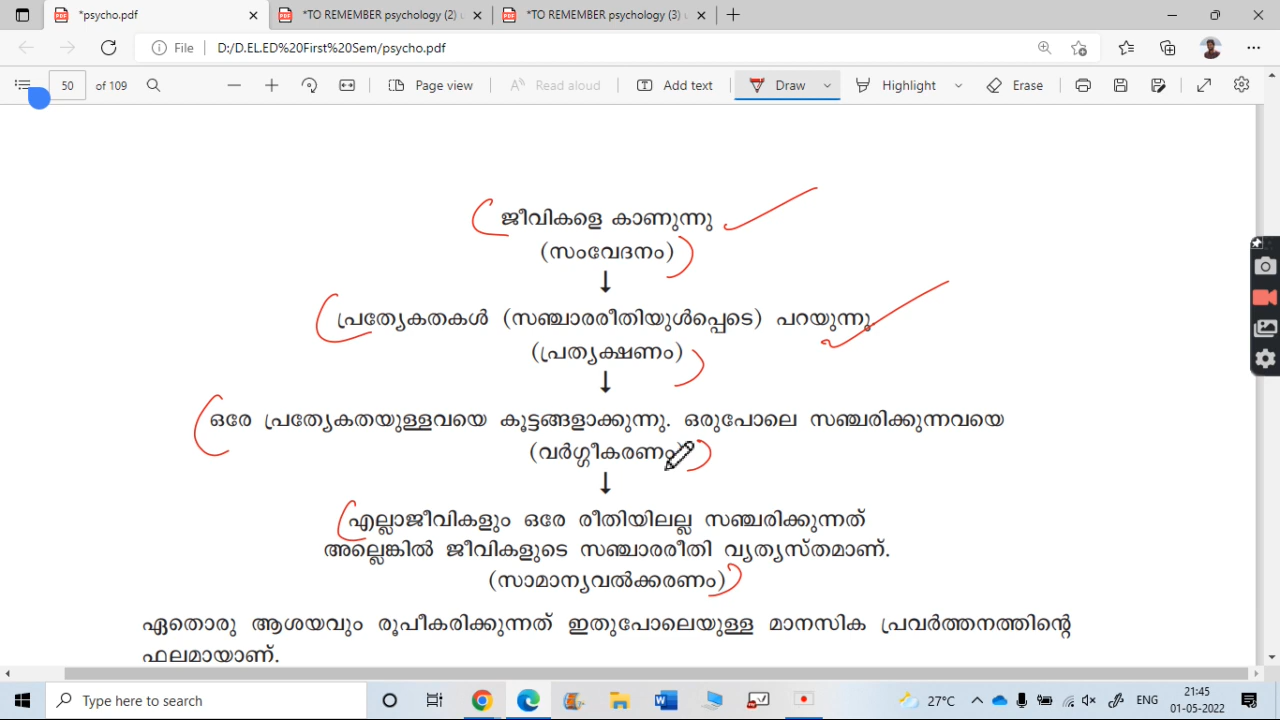 *psycho.pdf
*TO REMEMBER psychology (2) (
*TO REMEMBER psychology (3) (
File D:/D.EL.ED%20First%20Sem/psycho.pdf
50 of 109
Page view
Read aloud
Add text
Draw
Highlight
Erase
ജീവികളെ കാണുന്നു
(സംവേദനം)
↓
പ്രത്യേകതകൾ (സഞ്ചാരരീതിയുൾപ്പെടെ) പറയുന്നു
(പ്രത്യക്ഷണം)
↓
ഒരേ പ്രത്യേകതയുള്ളവയെ കൂട്ടങ്ങളാക്കുന്നു. ഒരുപോലെ സഞ്ചരിക്കുന്നവയെ
(വർഗ്ഗീകരണം)
↓
എല്ലാജീവികളും ഒരേ രീതിയിലല്ല സഞ്ചരിക്കുന്നത്
അല്ലെങ്കിൽ ജീവികളുടെ സഞ്ചാരരീതി വ്യത്യസ്തമാണ്.
(സാമാന്യവൽക്കരണം)
ഏതൊരു ആശയവും രൂപീകരിക്കുന്നത് ഇതുപോലെയുള്ള മാനസിക പ്രവർത്തനത്തിന്റെ
ഫലമായാണ്.
Type here to search
27°C
ENG
21:45
01-05-2022